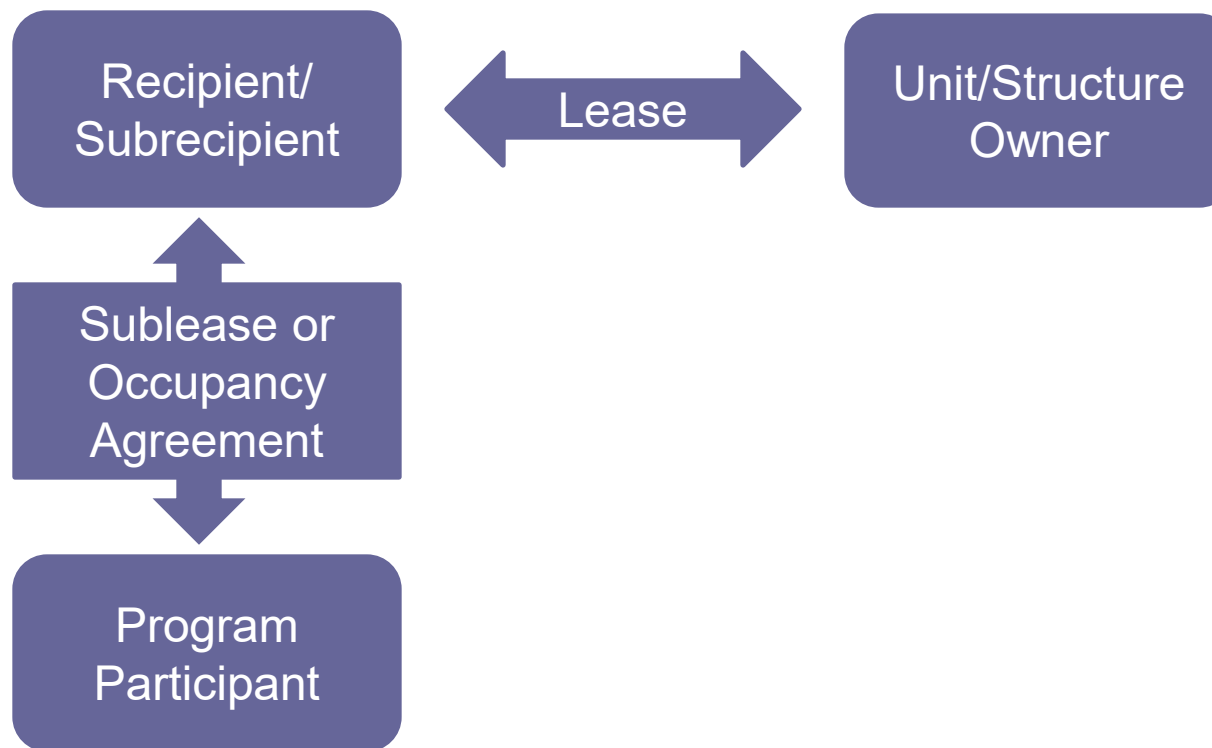 Recipient/
Subrecipient
Lease
Unit/Structure
Owner
Sublease or
Occupancy
Agreement
Program
Participant